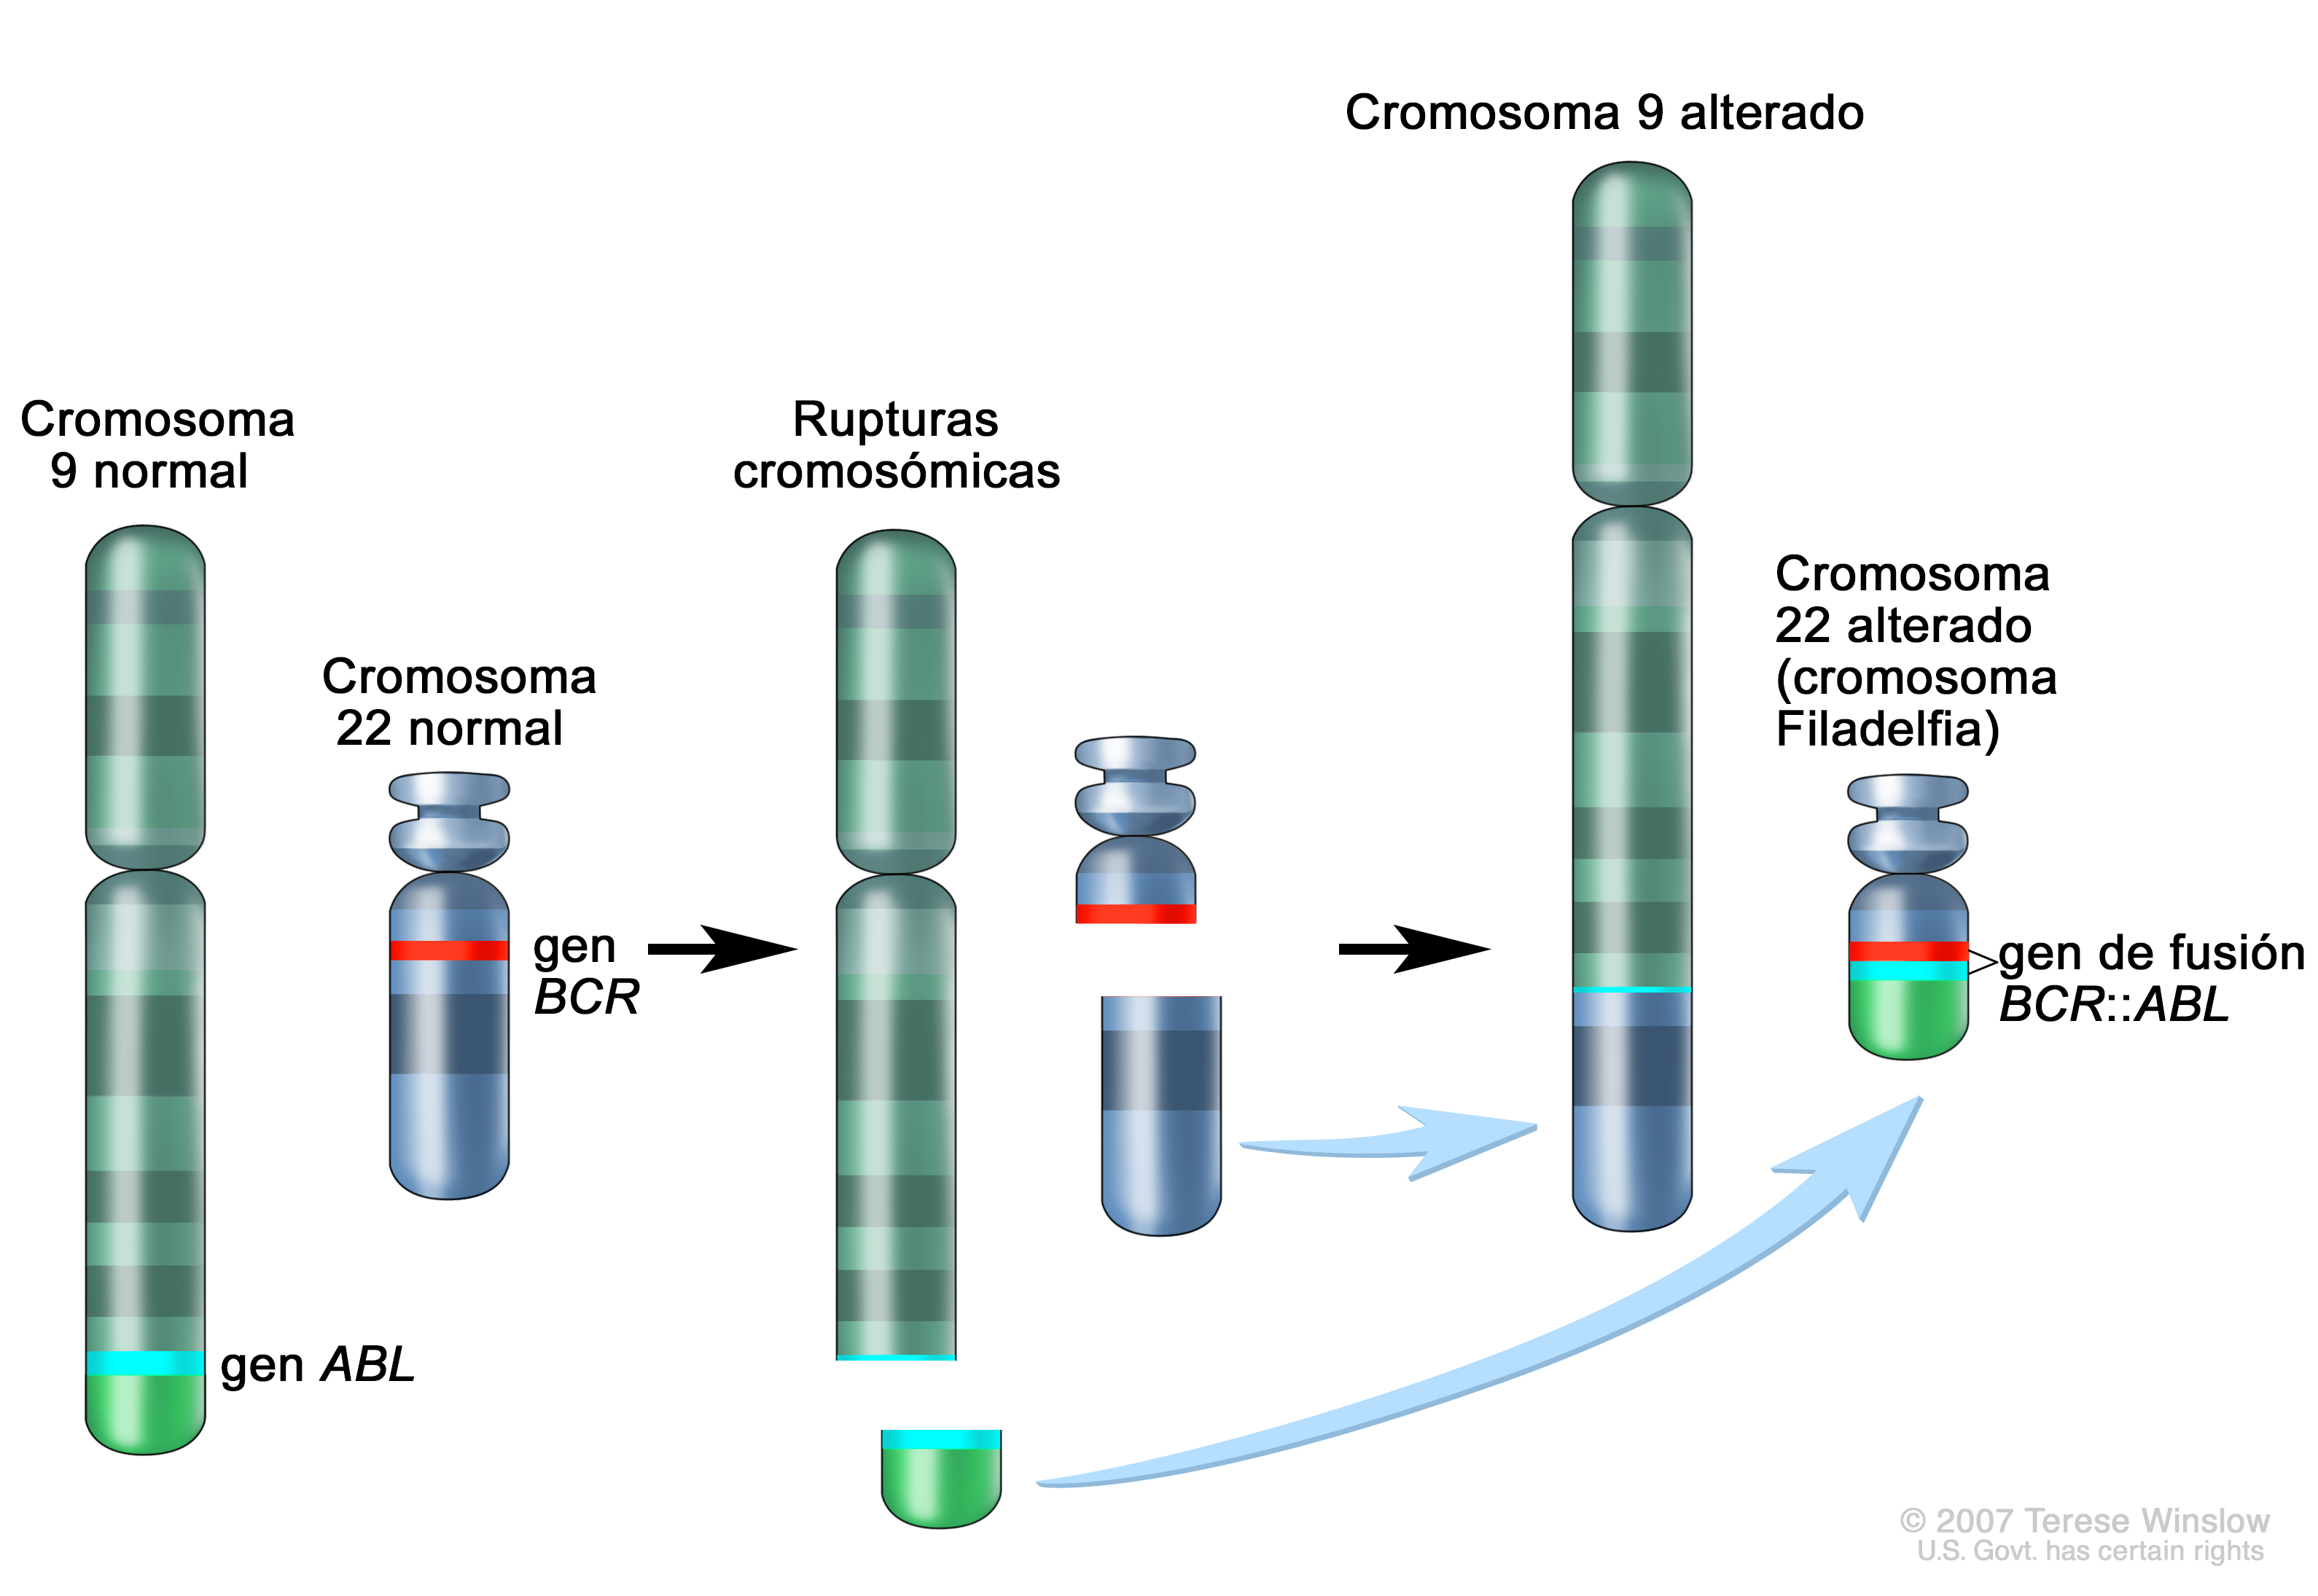 Cromosoma
9 normal
gen ABL
Cromosoma
22 normal
gen
BCR
Rupturas
cromosómicas
Cromosoma 9 alterado
Cromosoma
22 alterado
(cromosoma
Filadelfia)
gen de fusión
BCR::ABL
© 2007 Terese Winslow
U.S. Govt. has certain rights